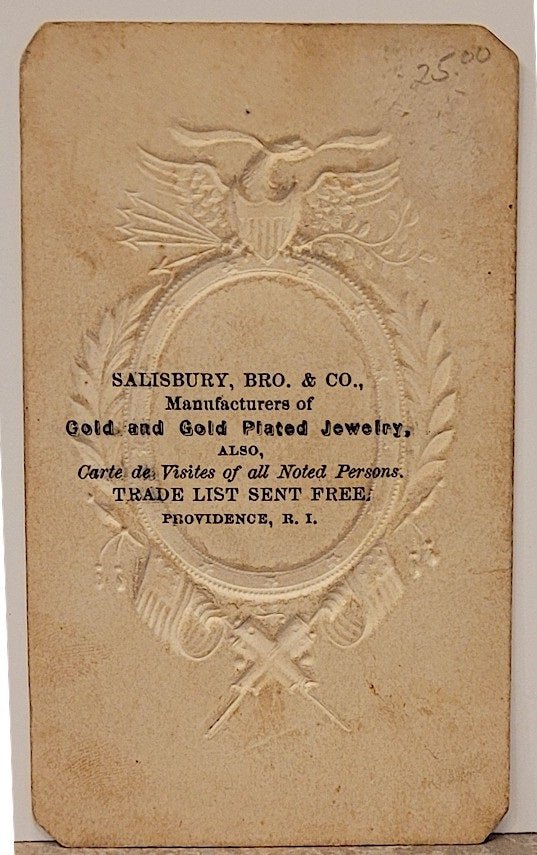 25.00
SALISBURY, BRO. & CO.,
Manufacturers of
Gold and Gold Plated Jewelry,
ALSO,
Carte de Visites of all Noted Persons.
TRADE LIST SENT FREE.
PROVIDENCE, R. I.